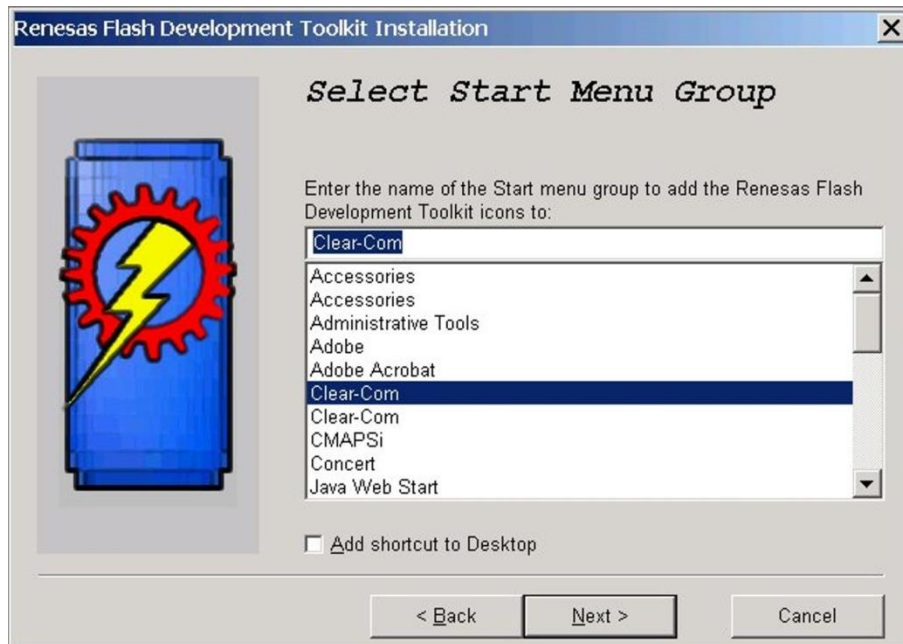 Renesas Flash Development Toolkit Installation
Select Start Menu Group
Enter the name of the Start menu group to add the Renesas Flash
Development Toolkit icons to:
Clear-Com
Accessories
Accessories
Administrative Tools
Adobe
Adobe Acrobat
Clear-Com
Clear-Com
CMAPSi
Concert
Java Web Start
Add shortcut to Desktop
< Back
Next >
Cancel